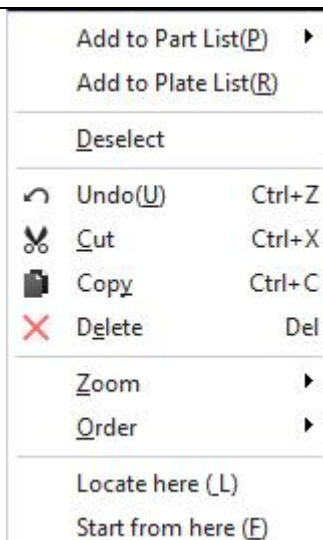 Add to Part List(P)
Add to Plate List(R)
Deselect
Undo(U) Ctrl+Z
Cut Ctrl+X
Copy Ctrl+C
Delete Del
Zoom
Order
Locate here (_L)
Start from here (F)